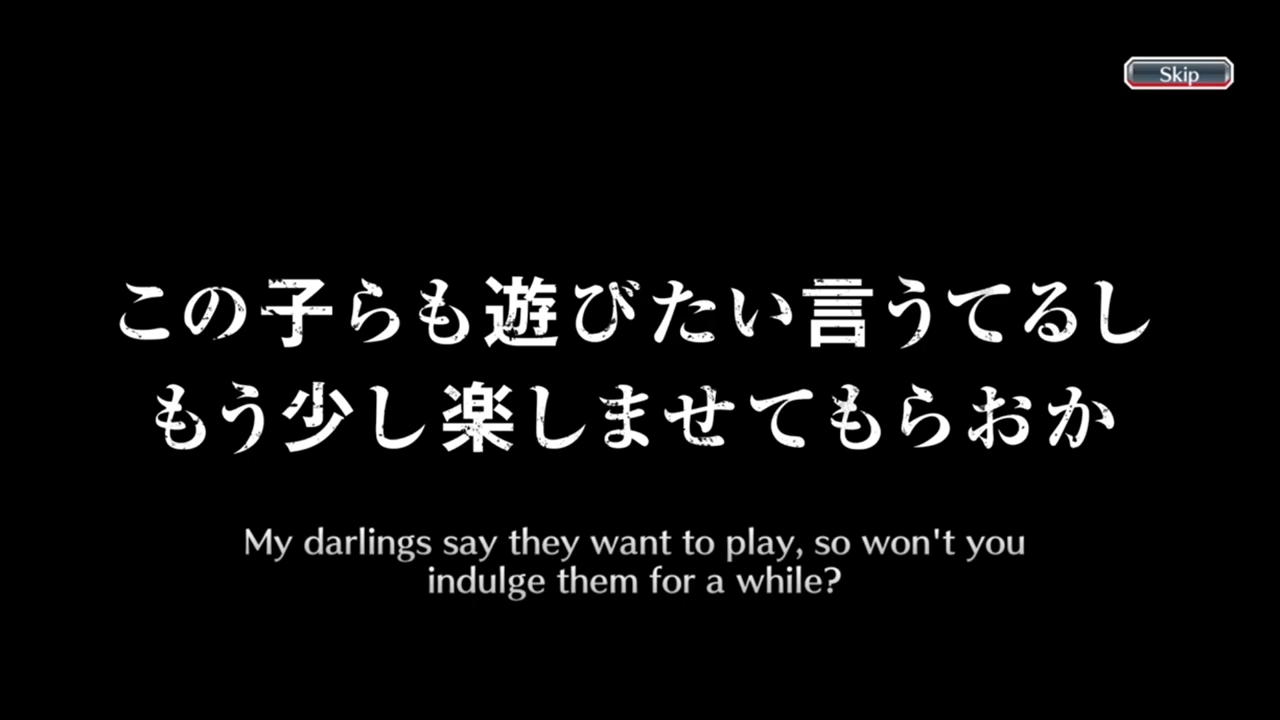 Skip
この子らも遊びたい言うてるし
もう少し楽しませてもらおか
My darlings say they want to play, so won't you
indulge them for a while?